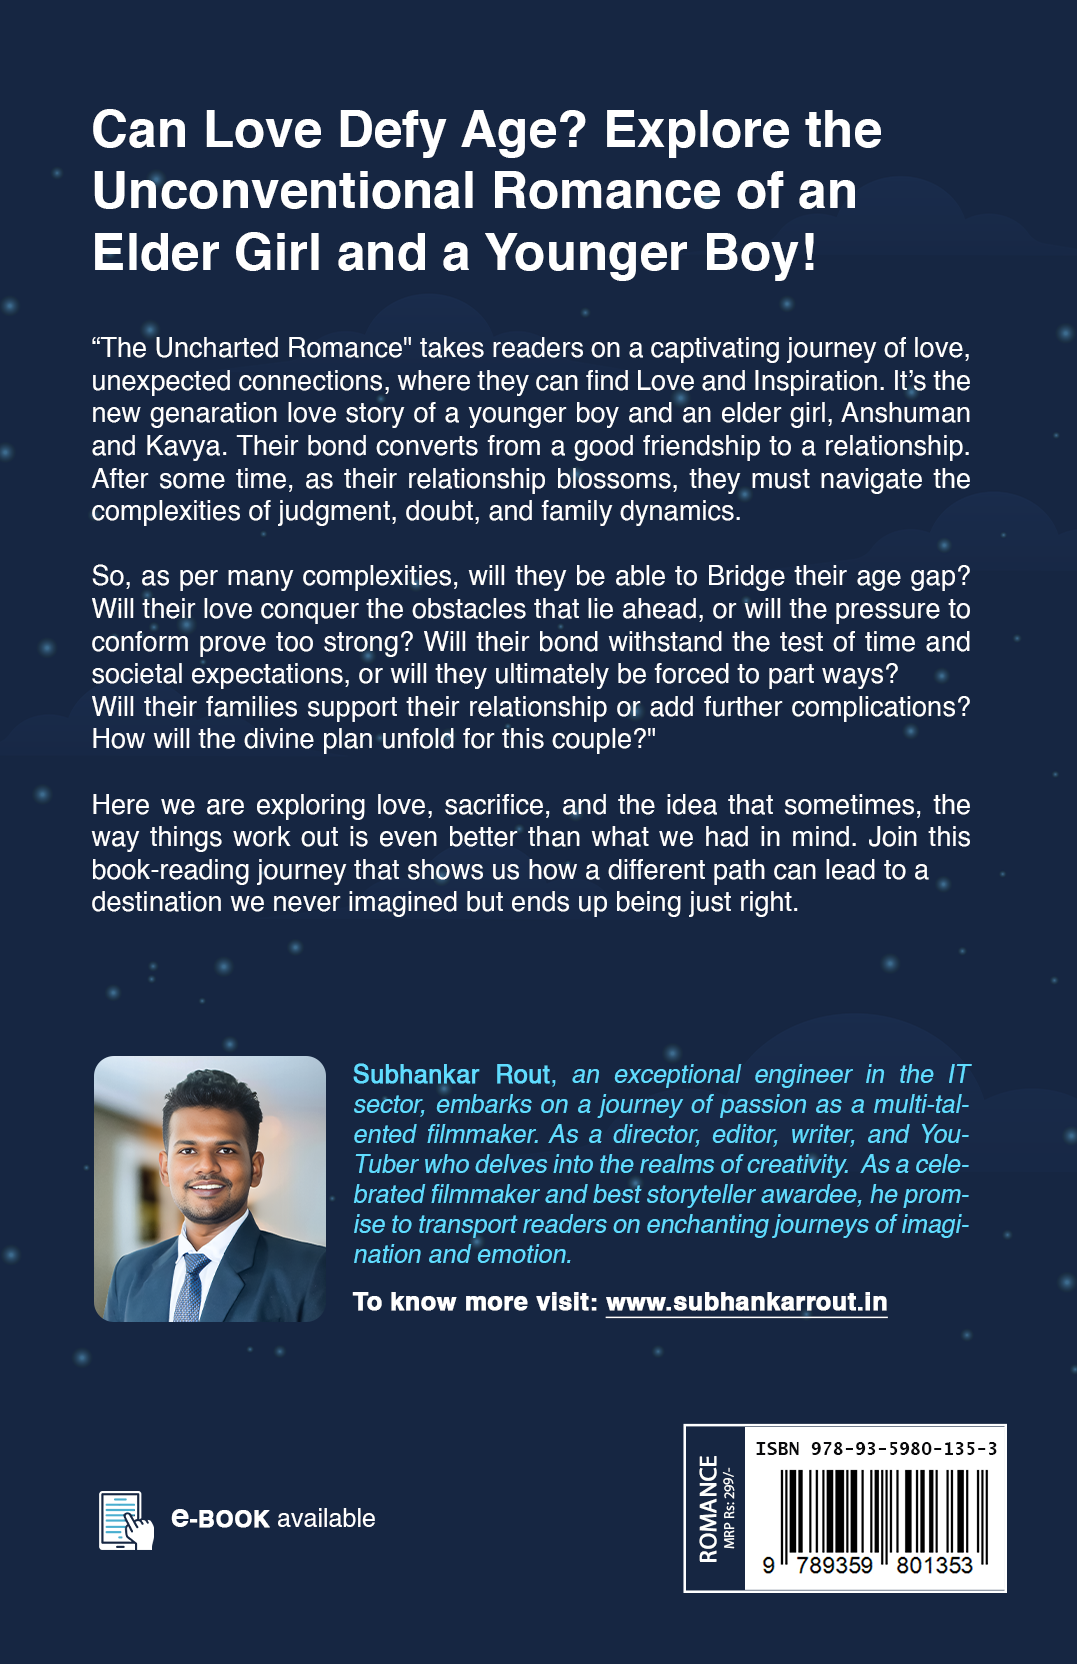 Can Love Defy Age? Explore the
Unconventional Romance of an
Elder Girl and a Younger Boy!
“The Uncharted Romance" takes readers on a captivating journey of love,
unexpected connections, where they can find Love and Inspiration. It’s the
new genaration love story of a younger boy and an elder girl, Anshuman
and Kavya. Their bond converts from a good friendship to a relationship.
After some time, as their relationship blossoms, they must navigate the
complexities of judgment, doubt, and family dynamics.
So, as per many complexities, will they be able to Bridge their age gap?
Will their love conquer the obstacles that lie ahead, or will the pressure to
conform prove too strong? Will their bond withstand the test of time and
societal expectations, or will they ultimately be forced to part ways?
Will their families support their relationship or add further complications?
How will the divine plan unfold for this couple?"
Here we are exploring love, sacrifice, and the idea that sometimes, the
way things work out is even better than what we had in mind. Join this
book-reading journey that shows us how a different path can lead to a
destination we never imagined but ends up being just right.
Subhankar Rout, an exceptional engineer in the IT
sector, embarks on a journey of passion as a multi-tal-
ented filmmaker. As a director, editor, writer, and You-
Tuber who delves into the realms of creativity. As a cele-
brated filmmaker and best storyteller awardee, he prom-
ise to transport readers on enchanting journeys of imagi-
nation and emotion.
To know more visit: www.subhankarrout.in
e-BOOK available
ROMANCE
MRP Rs: 299/-
ISBN 978-93-5980-135-3
9 789359 801353